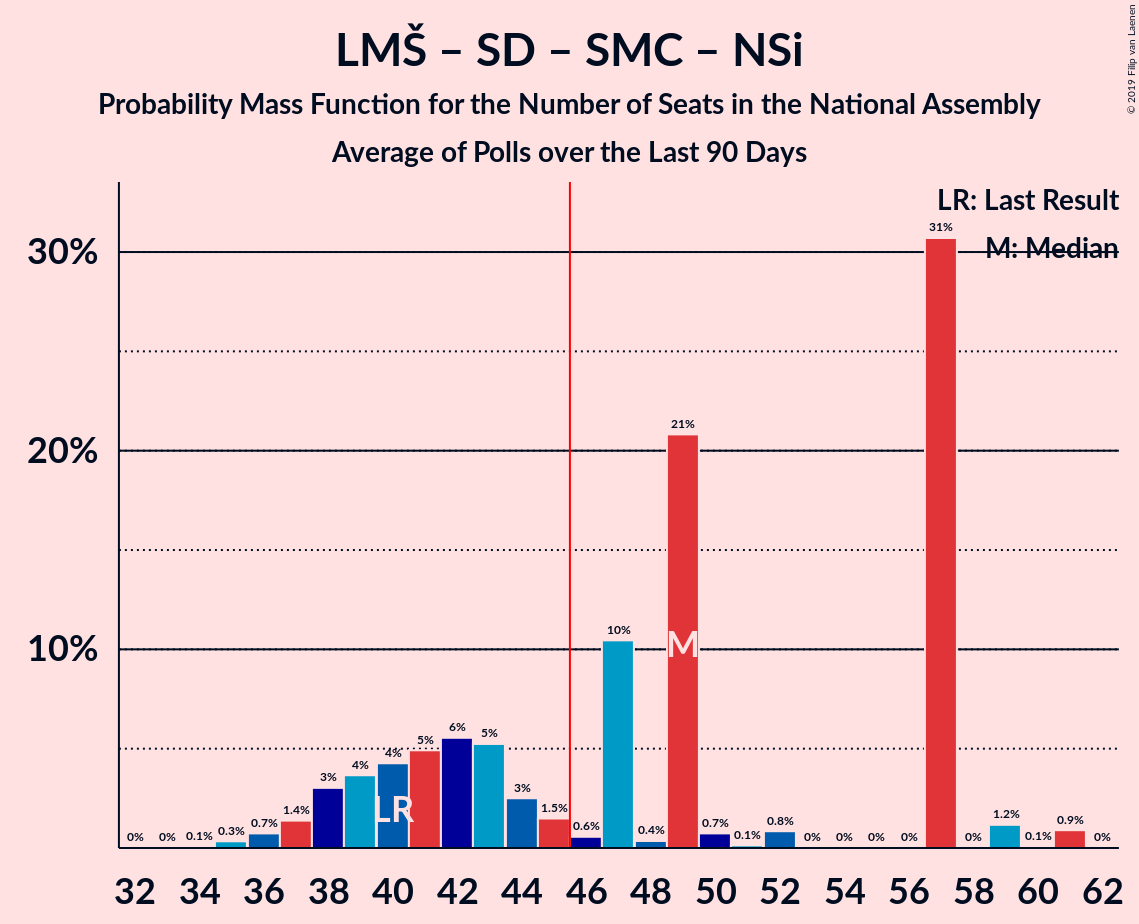 LMŠ – SD – SMC – NSi
Probability Mass Function for the Number of Seats in the National Assembly
Average of Polls over the Last 90 Days
© 2019 Filip van Laenen
LR: Last Result
M: Median
30%
20%
10%
0% 0% 0.1% 0.3% 0.7% 1.4% 3% 4% 4% 5% 6% 5% 3% 1.5% 0.6% 10% 0.4% 21% 0.7% 0.1% 0.8% 0% 0% 0% 0% 31% 0% 1.2% 0.1% 0.9% 0%
LR
M
32 34 36 38 40 42 44 46 48 50 52 54 56 58 60 62